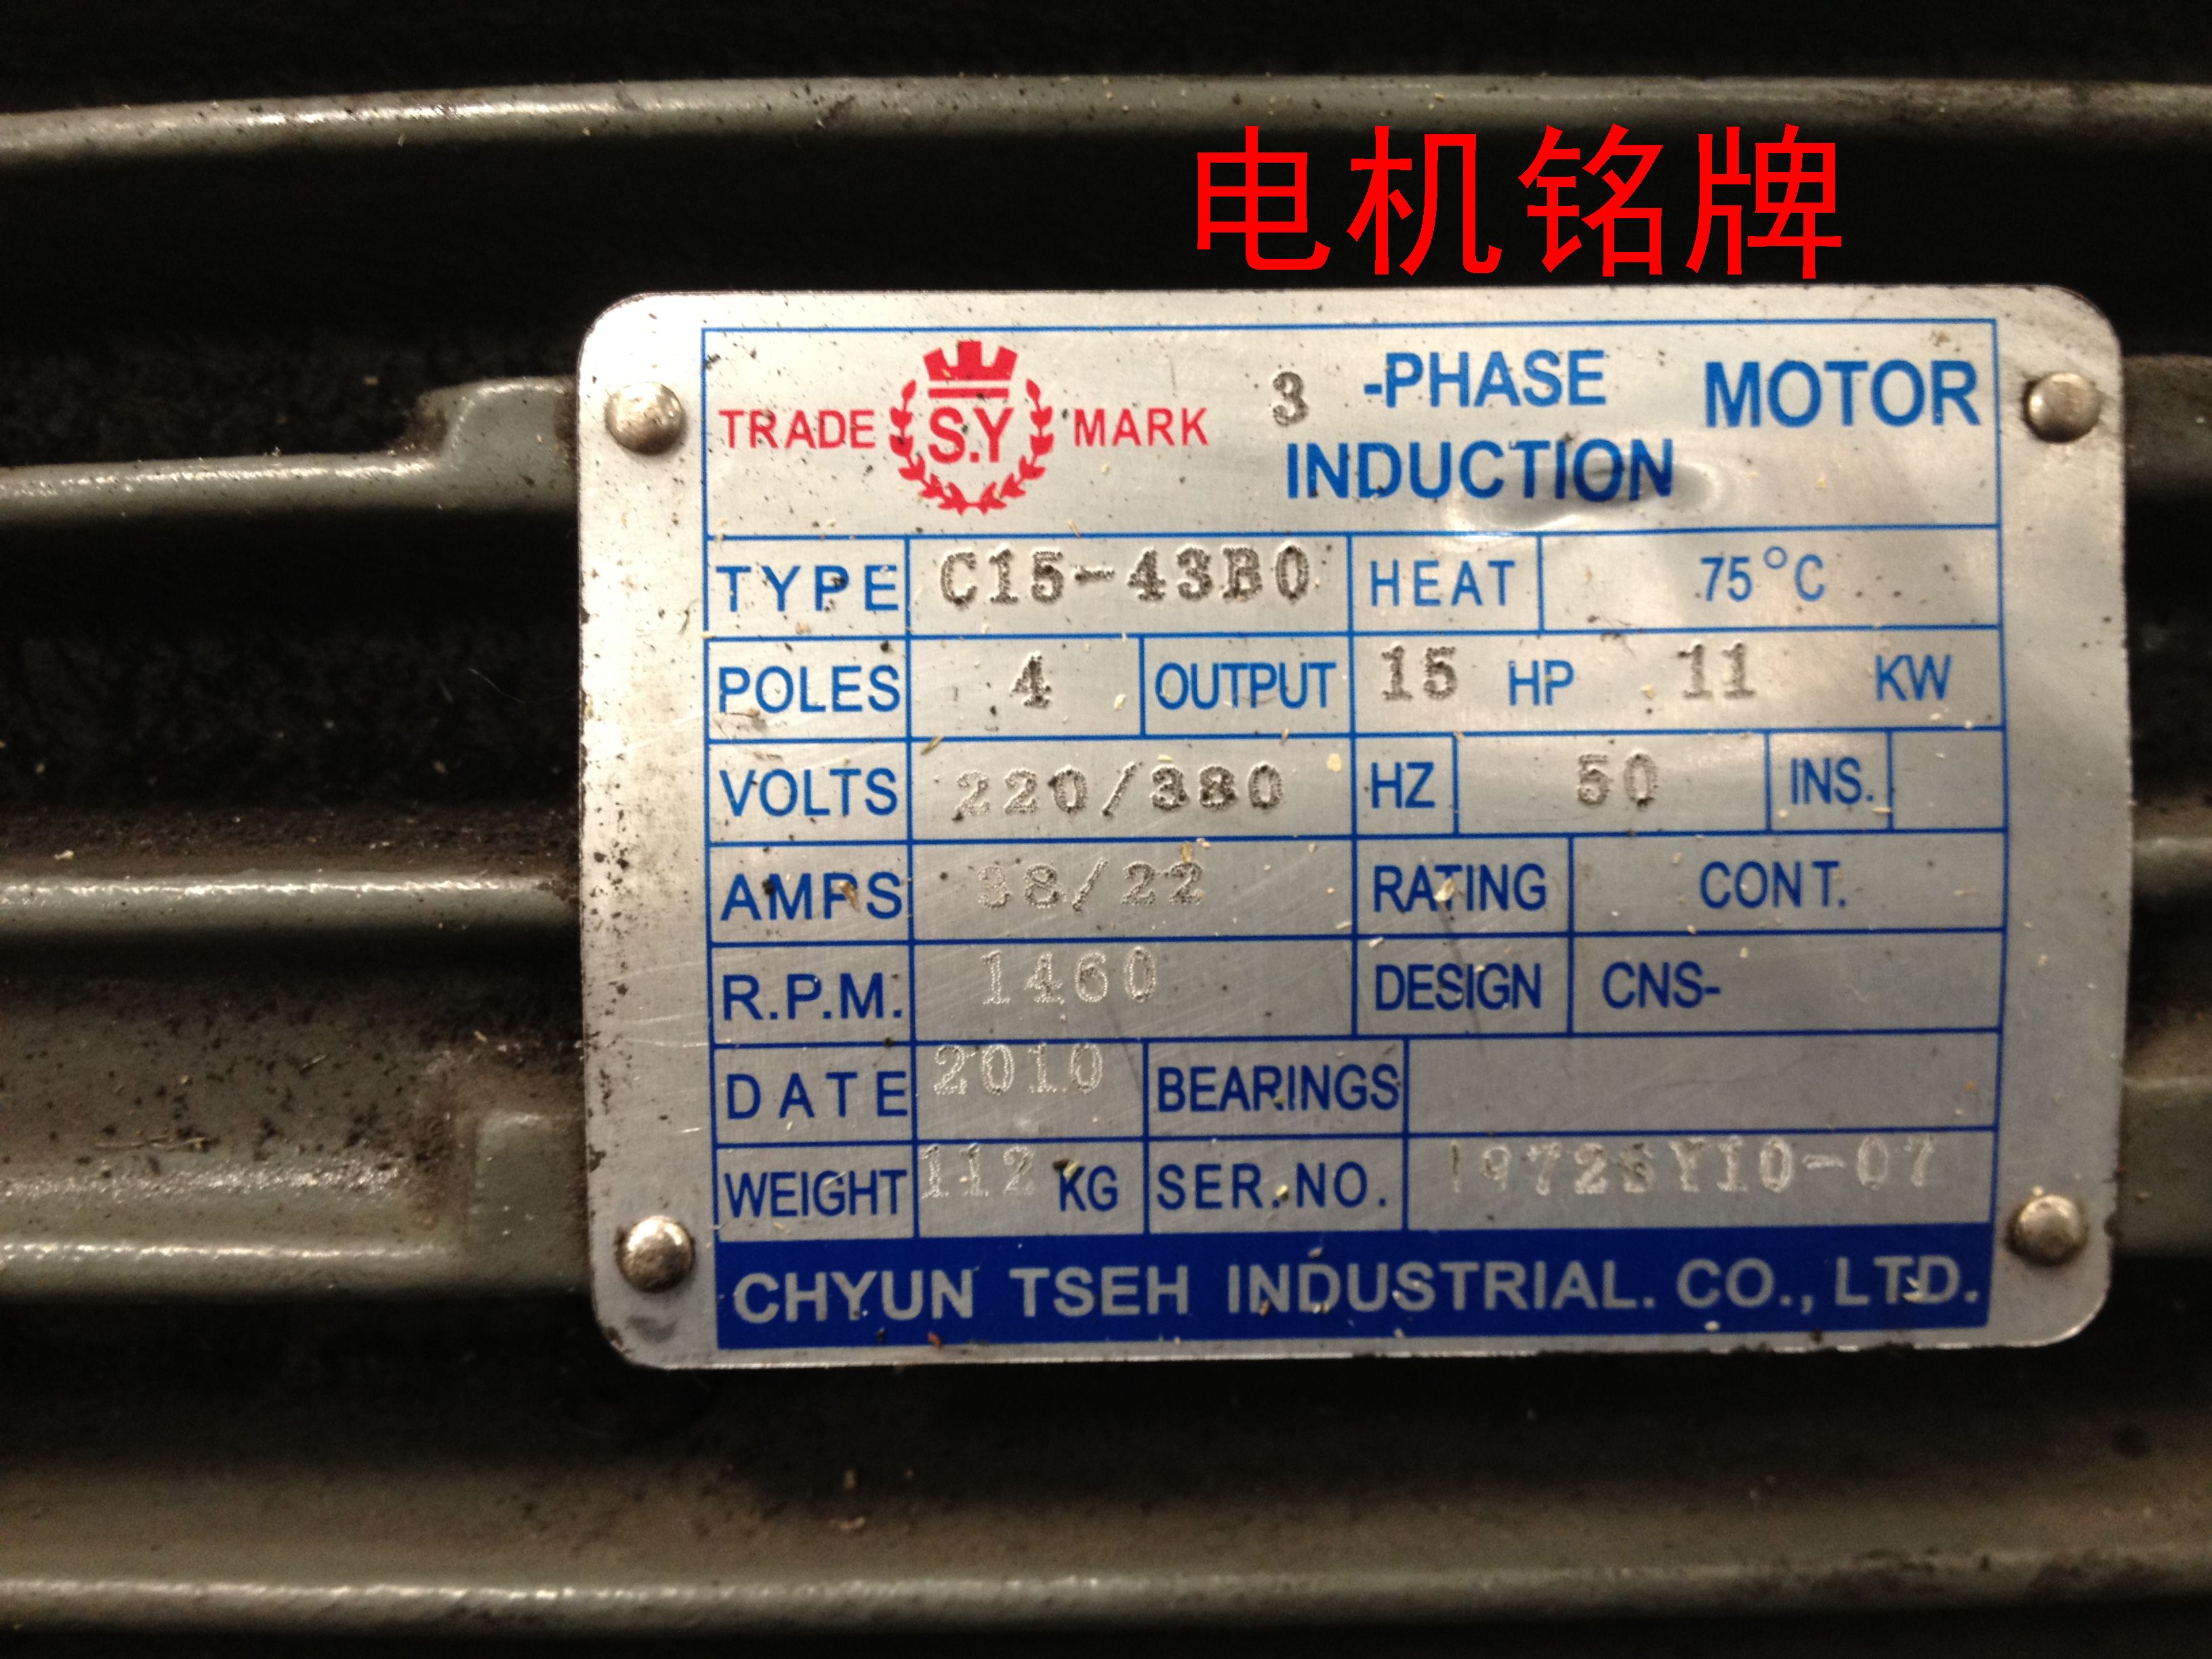 电机铭牌
TRADE S.Y MARK 3 -PHASE MOTOR
INDUCTION
TYPE C15-43B0 HEAT 75°C
POLES 4 OUTPUT 15 HP 11 KW
VOLTS 220/380 HZ 50 INS.
AMPS 38/22 RATING CONT.
R.P.M. 1460 DESIGN CNS-
DATE 2010 BEARINGS
WEIGHT 112 KG SER.NO. 1972SY10-07
CHYUN TSEH INDUSTRIAL. CO., LTD.